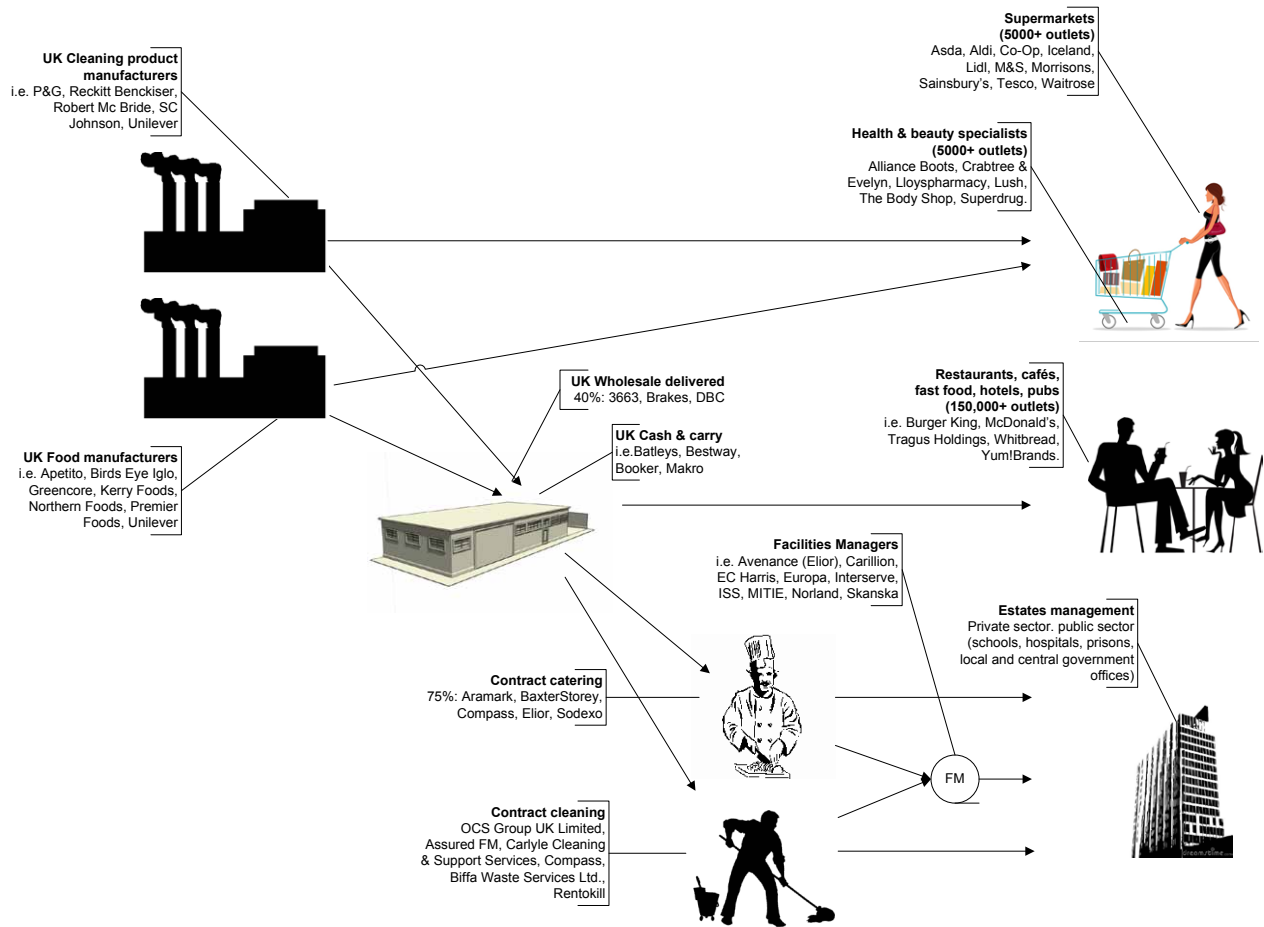 UK Cleaning product
manufacturers
i.e. P&G, Reckitt Benckiser,
Robert Mc Bride, SC
Johnson, Unilever
Supermarkets
(5000+ outlets)
Asda, Aldi, Co-Op, Iceland,
Lidl, M&S, Morrisons,
Sainsbury's, Tesco, Waitrose
Health & beauty specialists
(5000+ outlets)
Alliance Boots, Crabtree &
Evelyn, Lloyspharmacy, Lush,
The Body Shop, Superdrug.
UK Wholesale delivered
40%: 3663, Brakes, DBC
UK Cash & carry
i.e.Batleys, Bestway,
Booker, Makro
Restaurants, cafés,
fast food, hotels, pubs
(150,000+ outlets)
i.e. Burger King, McDonald's,
Tragus Holdings, Whitbread,
Yum!Brands.
UK Food manufacturers
i.e. Apetito, Birds Eye Iglo,
Greencore, Kerry Foods,
Northern Foods, Premier
Foods, Unilever
Facilities Managers
i.e. Avenance (Elior), Carillion,
EC Harris, Europa, Interserve,
ISS, MITIE, Norland, Skanska
Estates management
Private sector. public sector
(schools, hospitals, prisons,
local and central government
offices)
Contract catering
75%: Aramark, BaxterStorey,
Compass, Elior, Sodexo
FM
Contract cleaning
OCS Group UK Limited,
Assured FM, Carlyle Cleaning
& Support Services, Compass,
Biffa Waste Services Ltd.,
Rentokill
dreamstime